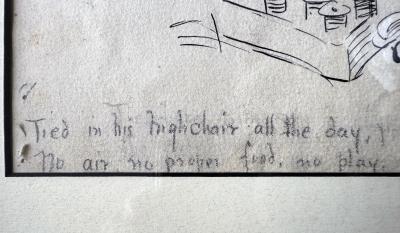 Tied in his highchair all the day,
No air, no proper food, no play.